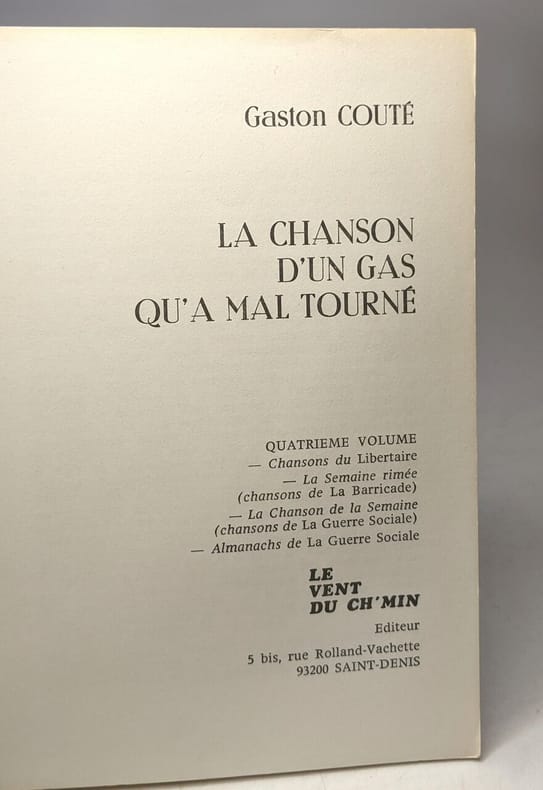 Gaston COUTÉ
LA CHANSON
D'UN GAS
QU'A MAL TOURNÉ
QUATRIEME VOLUME
— Chansons du Libertaire
— La Semaine rimée
(chansons de La Barricade)
— La Chanson de la Semaine
(chansons de La Guerre Sociale)
— Almanachs de La Guerre Sociale
LE
VENT
DU CH'MIN
Editeur
5 bis, rue Rolland-Vachette
93200 SAINT-DENIS